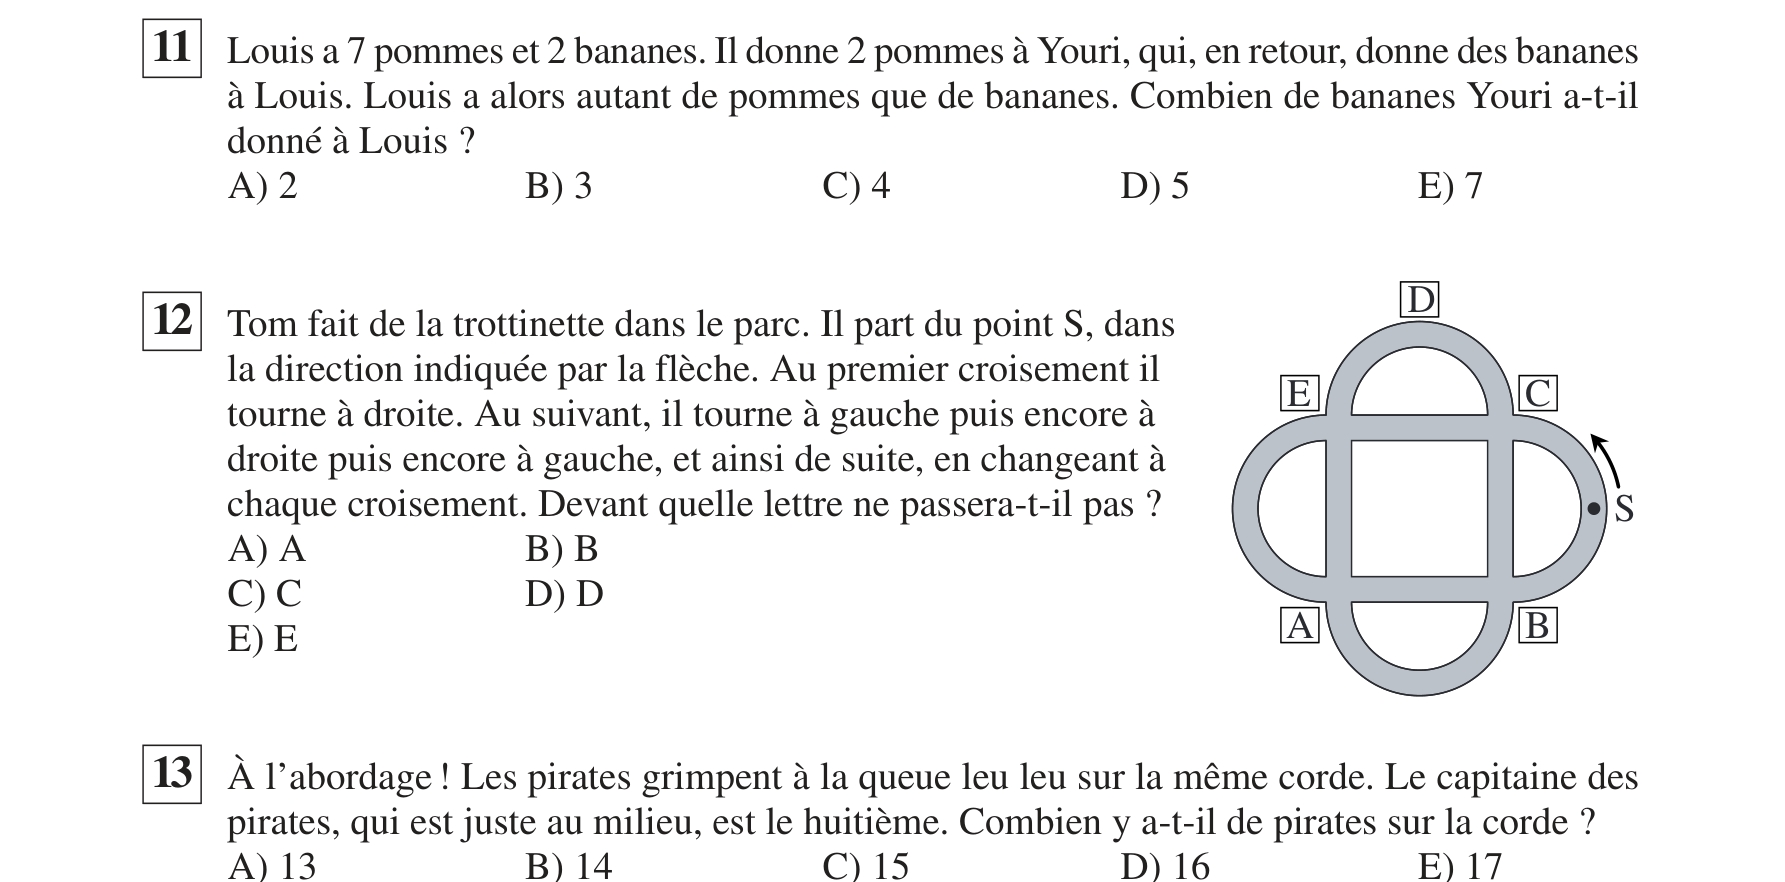 11 Louis a 7 pommes et 2 bananes. Il donne 2 pommes à Youri, qui, en retour, donne des bananes
à Louis. Louis a alors autant de pommes que de bananes. Combien de bananes Youri a-t-il
donné à Louis ?
A) 2 B) 3 C) 4 D) 5 E) 7
12 Tom fait de la trottinette dans le parc. Il part du point S, dans
la direction indiquée par la flèche. Au premier croisement il
tourne à droite. Au suivant, il tourne à gauche puis encore à
droite puis encore à gauche, et ainsi de suite, en changeant à
chaque croisement. Devant quelle lettre ne passera-t-il pas ?
A) A B) B
C) C D) D
E) E
D
E C
S
A B
13 À l’abordage ! Les pirates grimpent à la queue leu leu sur la même corde. Le capitaine des
pirates, qui est juste au milieu, est le huitième. Combien y a-t-il de pirates sur la corde ?
A) 13 B) 14 C) 15 D) 16 E) 17